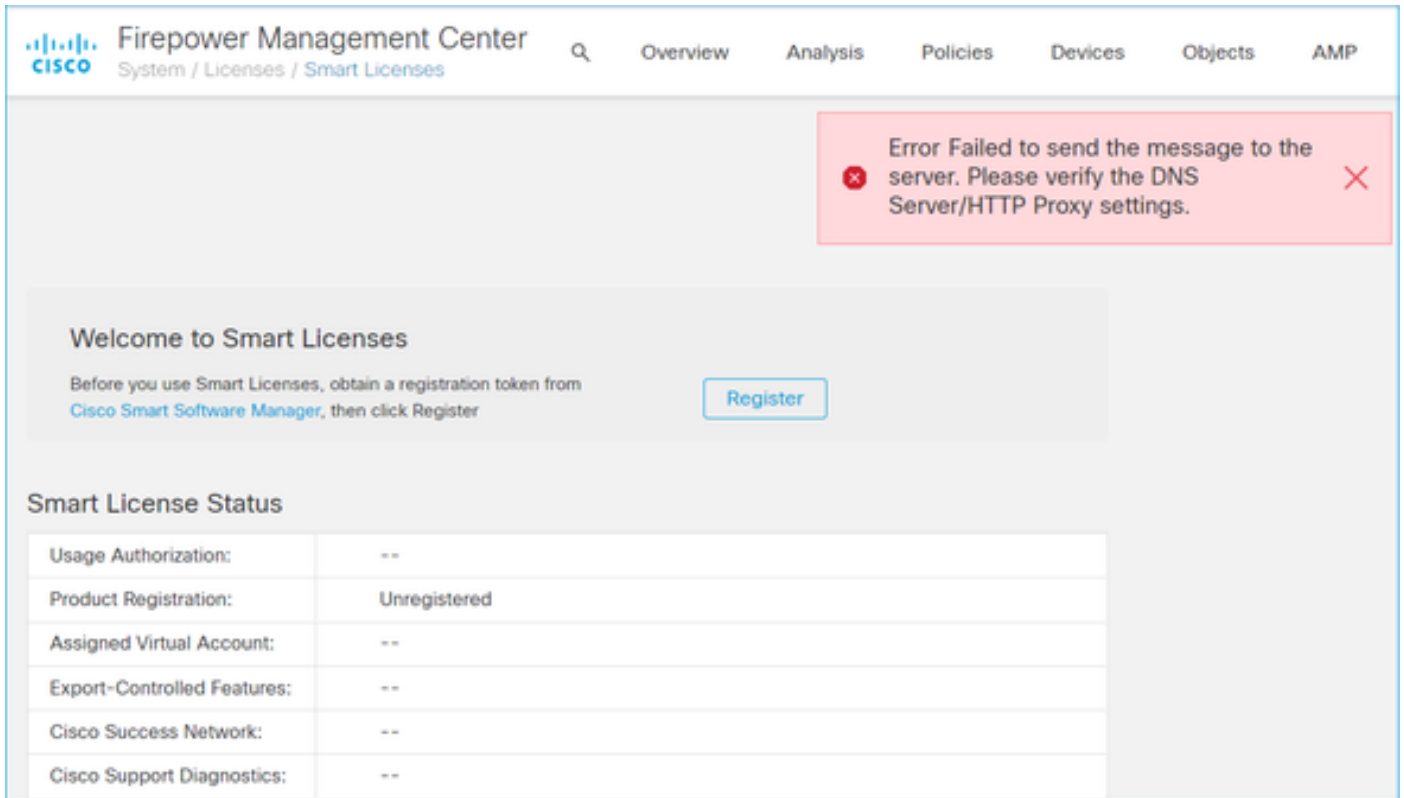 CISCO
Firepower Management Center
System / Licenses / Smart Licenses
Overview
Analysis
Policies
Devices
Objects
AMP
Error Failed to send the message to the
server. Please verify the DNS
Server/HTTP Proxy settings.
Welcome to Smart Licenses
Before you use Smart Licenses, obtain a registration token from
Cisco Smart Software Manager, then click Register
Register
Smart License Status
Usage Authorization: --
Product Registration: Unregistered
Assigned Virtual Account: --
Export-Controlled Features: --
Cisco Success Network: --
Cisco Support Diagnostics: --